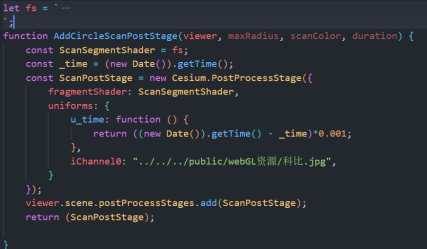 let fs = ` ...
`;
function AddCircleScanPostStage(viewer, maxRadius, scanColor, duration) {
    const ScanSegmentShader = fs;
    const _time = (new Date()).getTime();
    const ScanPostStage = new Cesium.PostProcessStage({
        fragmentShader: ScanSegmentShader,
        uniforms: {
            u_time: function () {
                return ((new Date()).getTime() - _time)*0.001;
            },
            iChannel0: "../../../public/webGL资源/科比.jpg",
        }
    });
    viewer.scene.postProcessStages.add(ScanPostStage);
    return (ScanPostStage);
}